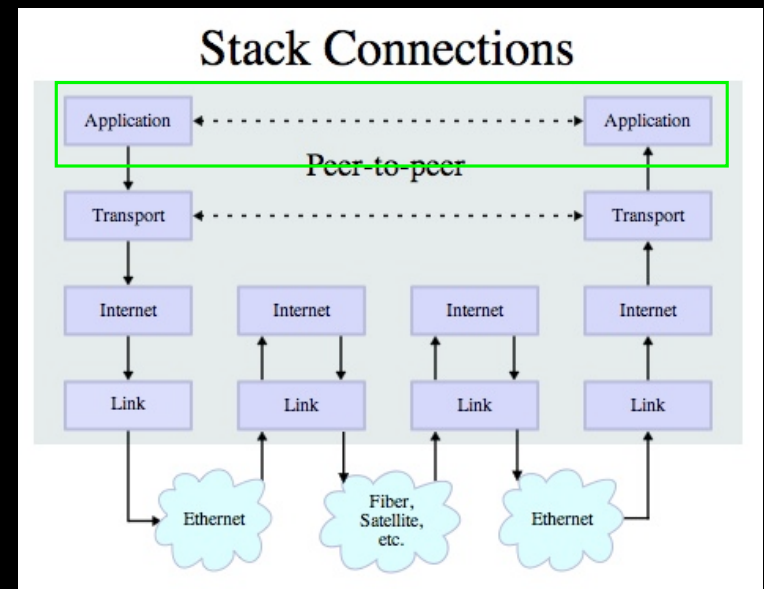 Stack Connections
Application Application
Peer-to-peer
Transport Transport
Internet Internet Internet Internet
Link Link Link Link
Ethernet Fiber, Satellite, etc. Ethernet